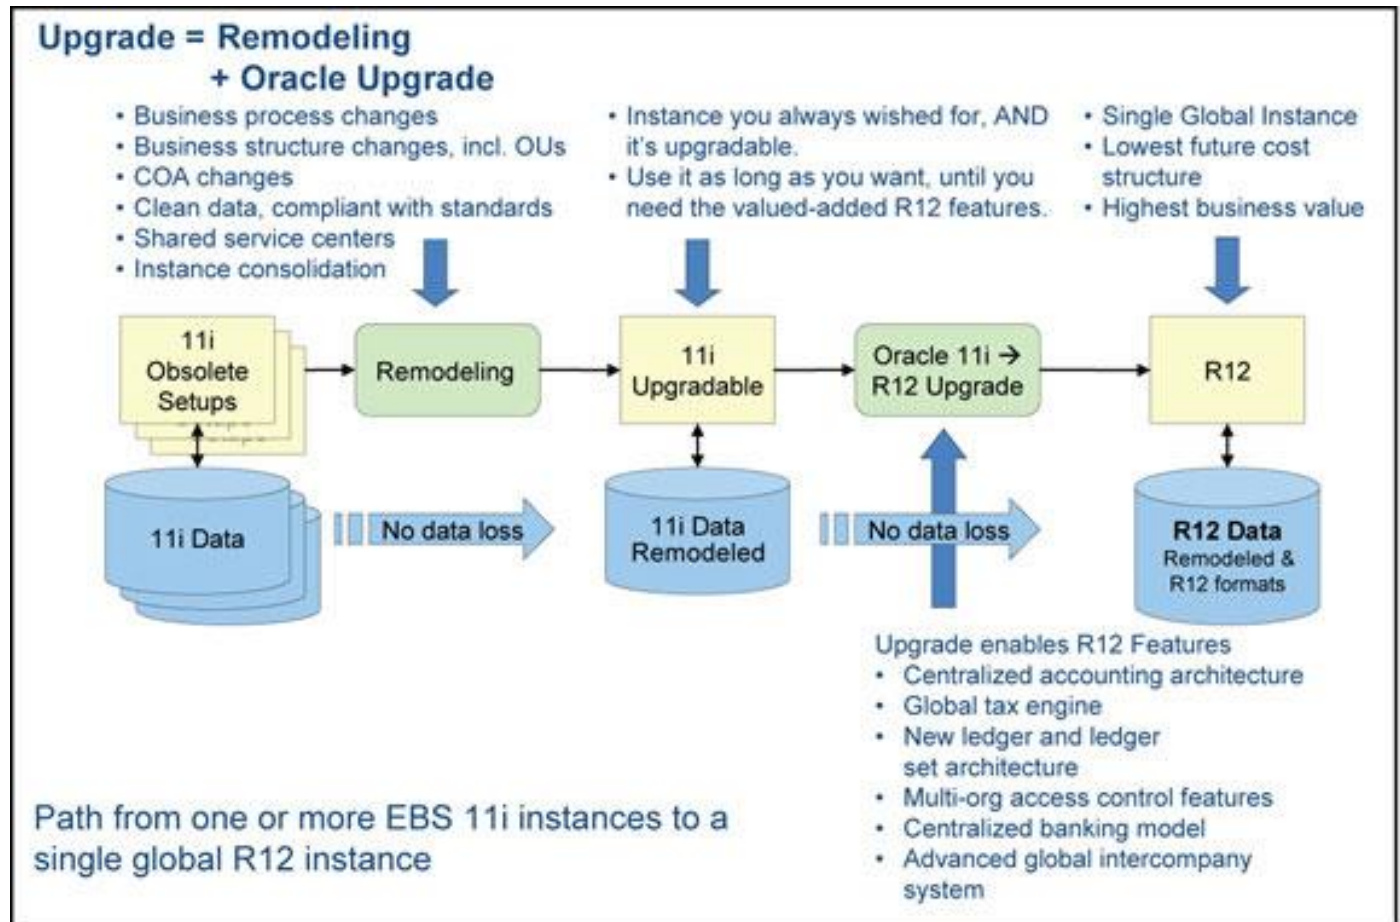 Upgrade = Remodeling
+ Oracle Upgrade
• Business process changes
• Business structure changes, incl. OUs
• COA changes
• Clean data, compliant with standards
• Shared service centers
• Instance consolidation
• Instance you always wished for, AND
it's upgradable.
• Use it as long as you want, until you
need the valued-added R12 features.
• Single Global Instance
• Lowest future cost
structure
• Highest business value
11i
Obsolete
Setups
Remodeling
11i
Upgradable
Oracle 11i →
R12 Upgrade
R12
11i Data
No data loss
11i Data
Remodeled
No data loss
R12 Data
Remodeled &
R12 formats
Upgrade enables R12 Features
• Centralized accounting architecture
• Global tax engine
• New ledger and ledger
set architecture
• Multi-org access control features
• Centralized banking model
• Advanced global intercompany
system
Path from one or more EBS 11i instances to a
single global R12 instance